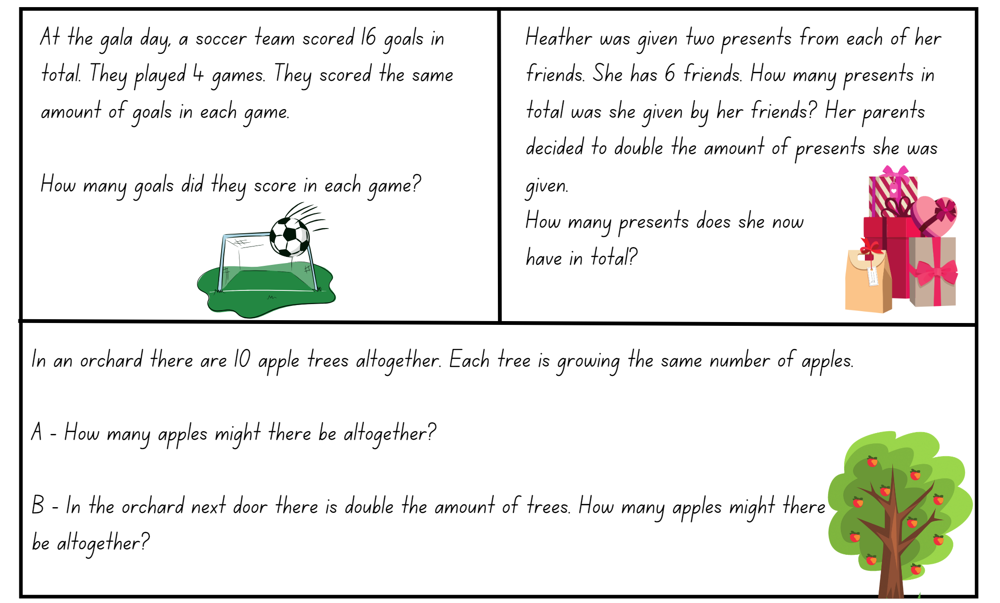 At the gala day, a soccer team scored 16 goals in
total. They played 4 games. They scored the same
amount of goals in each game.
How many goals did they score in each game?
Heather was given two presents from each of her
friends. She has 6 friends. How many presents in
total was she given by her friends? Her parents
decided to double the amount of presents she was
given.
How many presents does she now
have in total?
In an orchard there are 10 apple trees altogether. Each tree is growing the same number of apples.
A - How many apples might there be altogether?
B - In the orchard next door there is double the amount of trees. How many apples might there
be altogether?